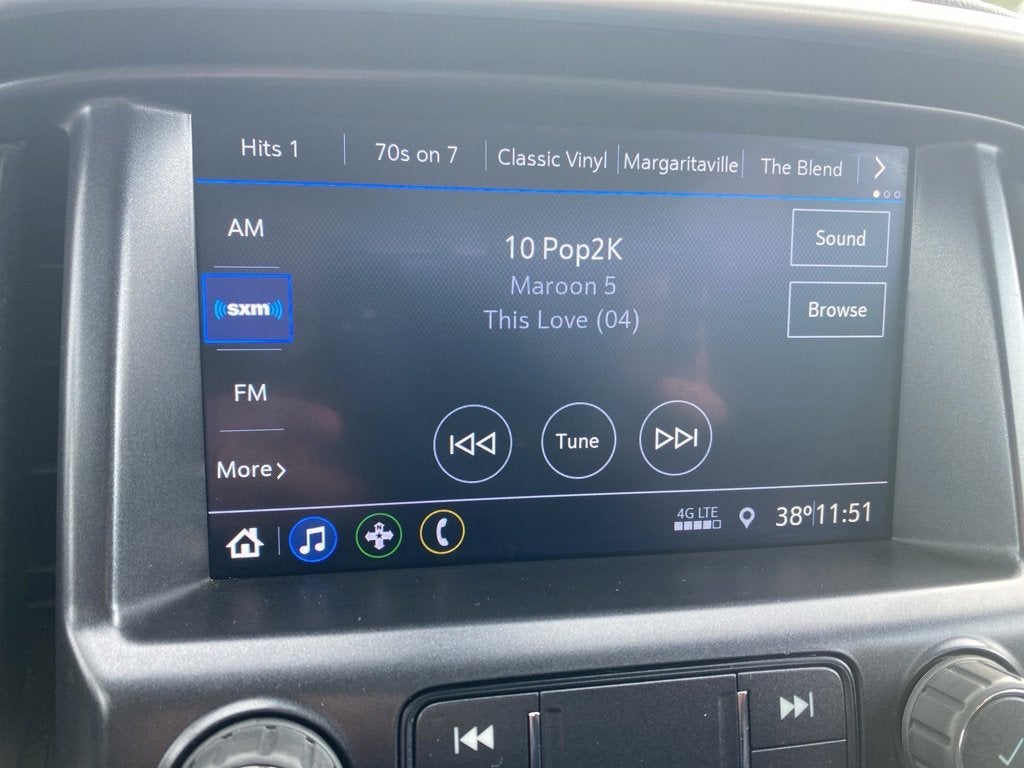 Hits 1
70s on 7
Classic Vinyl
Margaritaville
The Blend
AM
10 Pop2K
Sound
Maroon 5
sxm
This Love (04)
Browse
FM
Tune
More
4G LTE
38° 11:51
N